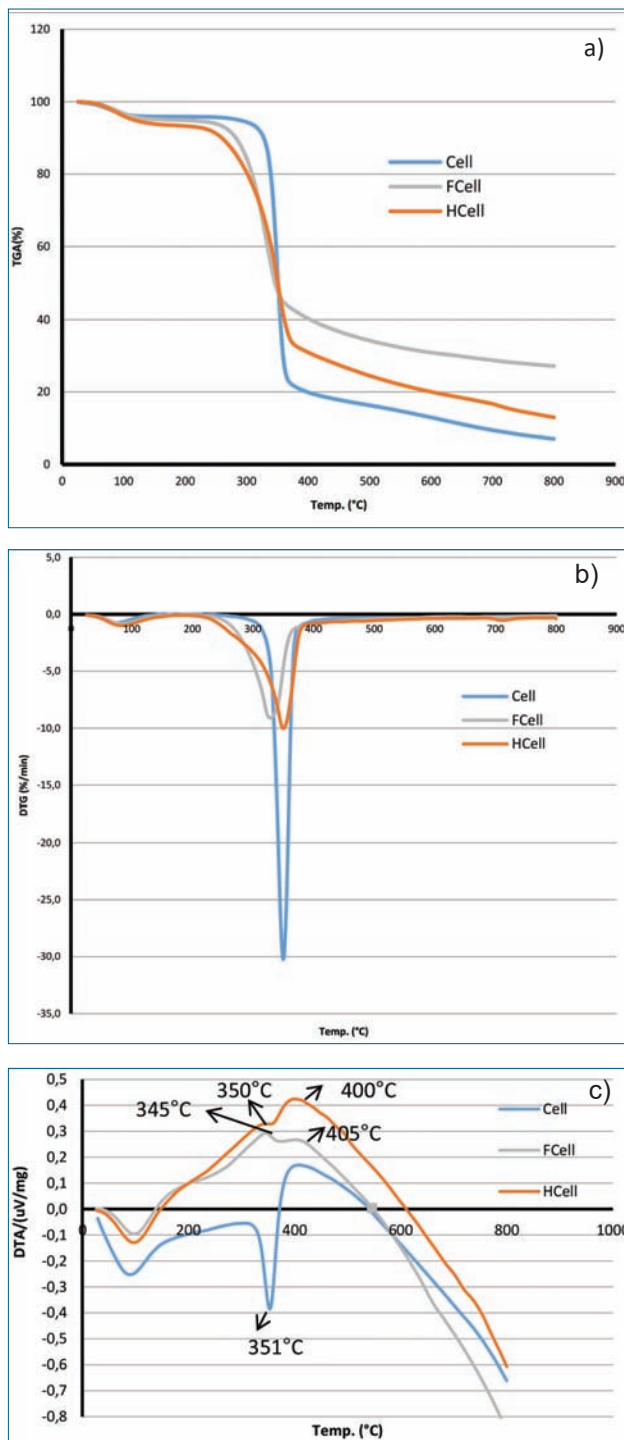 a)
120
100
80
60
40
20
0
TGA(%)
Cell
FCell
HCell
0 100 200 300 400 500 600 700 800 900
Temp. (°C)
b)
5,0
0,0
-5,0
-10,0
-15,0
-20,0
-25,0
-30,0
-35,0
0 100 200 300 400 500 600 700 800 900
DTG (%/min)
Cell
FCell
HCell
Temp. (°C)
c)
0,5
0,4
0,3
0,2
0,1
0,0
-0,1
-0,2
-0,3
-0,4
-0,5
-0,6
-0,7
-0,8
DTA/(uV/mg)
350°C
400°C
345°C
405°C
351°C
Cell
FCell
HCell
0 200 400 600 800 1000
Temp. (°C)